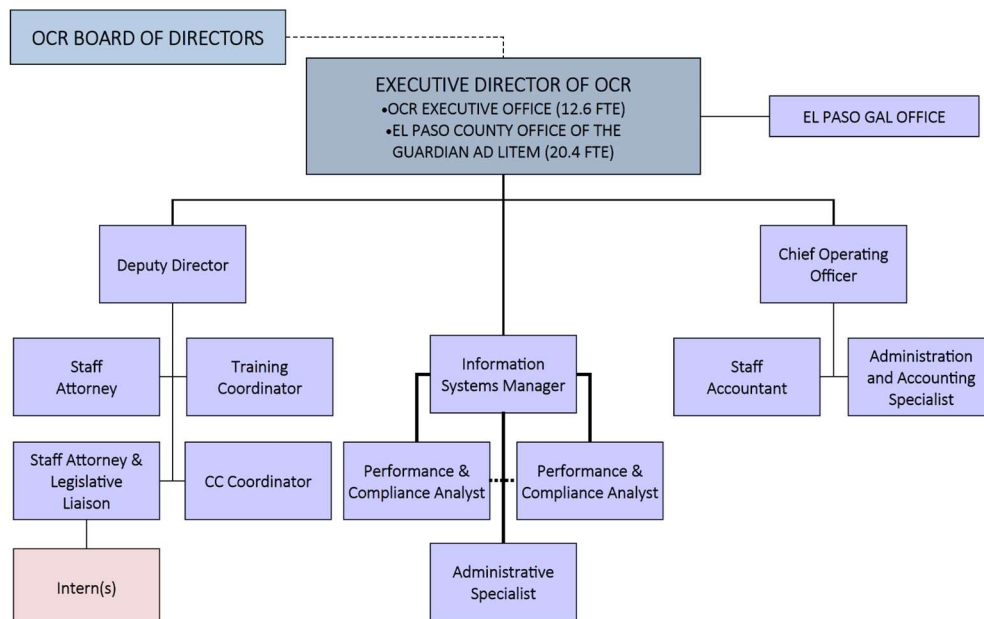 OCR BOARD OF DIRECTORS
EXECUTIVE DIRECTOR OF OCR
•OCR EXECUTIVE OFFICE (12.6 FTE)
•EL PASO COUNTY OFFICE OF THE
GUARDIAN AD LITEM (20.4 FTE)
EL PASO GAL OFFICE
Deputy Director
Chief Operating
Officer
Staff
Attorney
Training
Coordinator
Information
Systems Manager
Staff
Accountant
Administration
and Accounting
Specialist
Staff Attorney &
Legislative
Liaison
CC Coordinator
Performance &
Compliance Analyst
Performance &
Compliance Analyst
Intern(s)
Administrative
Specialist